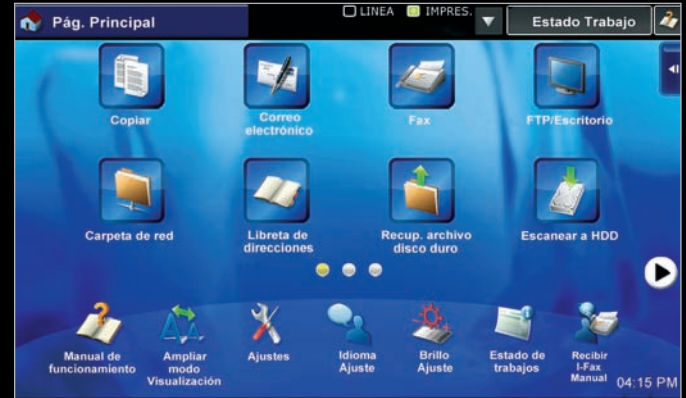 Pág. Principal
LINEA
IMPRES.
Estado Trabajo
Copiar
Correo
electrónico
Fax
FTP/Escritorio
Carpeta de red
Libreta de
direcciones
Recup. archivo
disco duro
Escanear a HDD
Manual de
funcionamiento
Ampliar
modo
Visualización
Ajustes
Idioma
Ajuste
Brillo
Ajuste
Estado de
trabajos
Recibir
I-Fax
Manual
04:15 PM